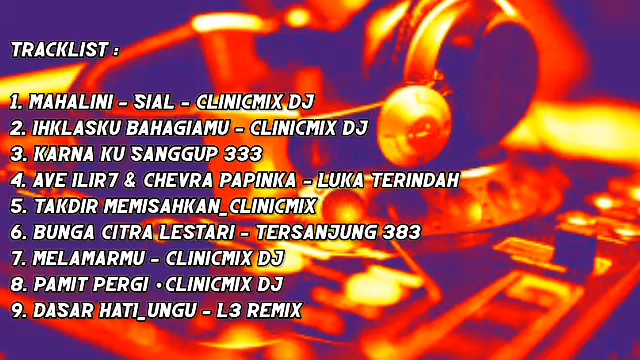 TRACKLIST :
1. MAHALINI - SIAL - CLINICMIX DJ
2. IHKLASKU BAHAGIAMU - CLINICMIX DJ
3. KARNA KU SANGGUP 333
4. AVE ILIR7 & CHEVRA PAPINKA - LUKA TERINDAH
5. TAKDIR MEMISAHKAN_CLINICMIX
6. BUNGA CITRA LESTARI - TERSANJUNG 383
7. MELAMARMU - CLINICMIX DJ
8. PAMIT PERGI • CLINICMIX DJ
9. DASAR HATI_UNGU - L3 REMIX